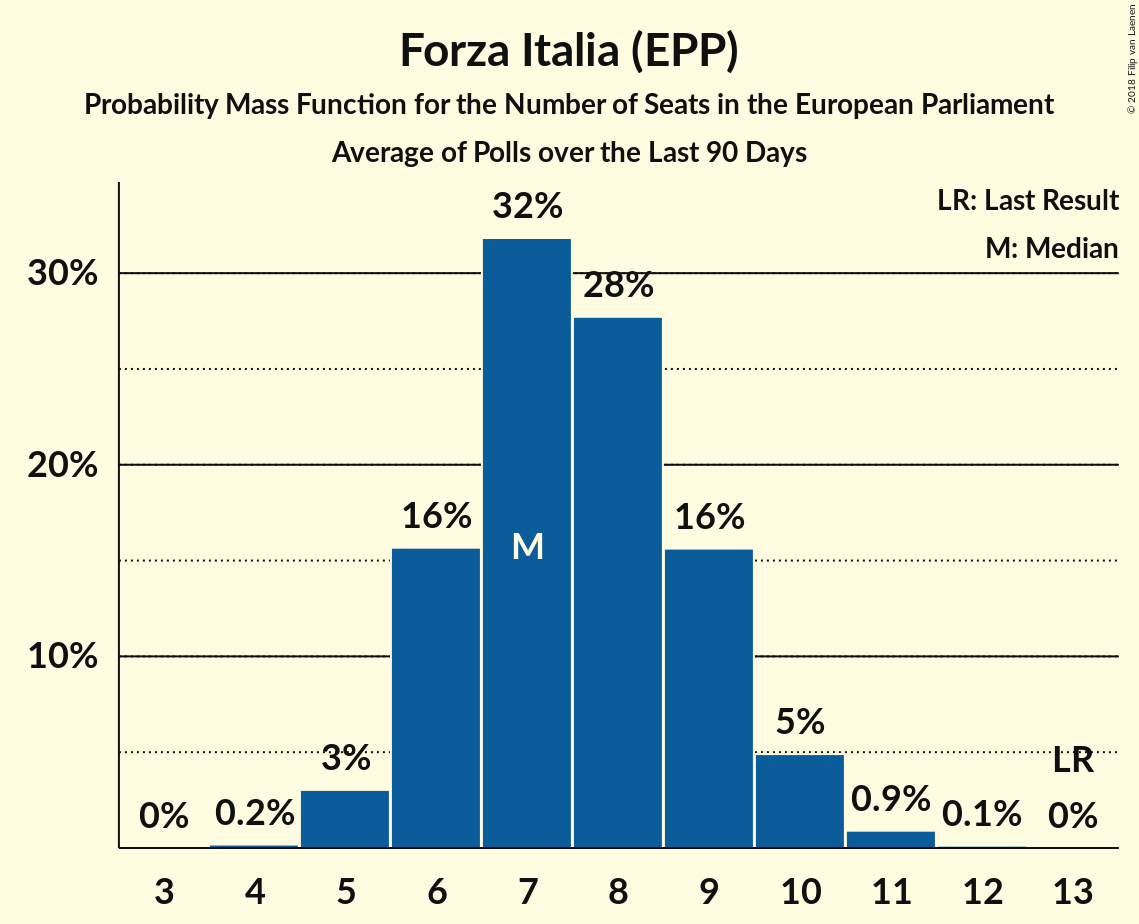 Forza Italia (EPP)
Probability Mass Function for the Number of Seats in the European Parliament
Average of Polls over the Last 90 Days
© 2018 Filip van Laenen
LR: Last Result
M: Median
32%
30%
28%
20%
16%
16%
M
10%
5%
3%
LR
0%
0.2%
0.9%
0.1%
0%
3 4 5 6 7 8 9 10 11 12 13